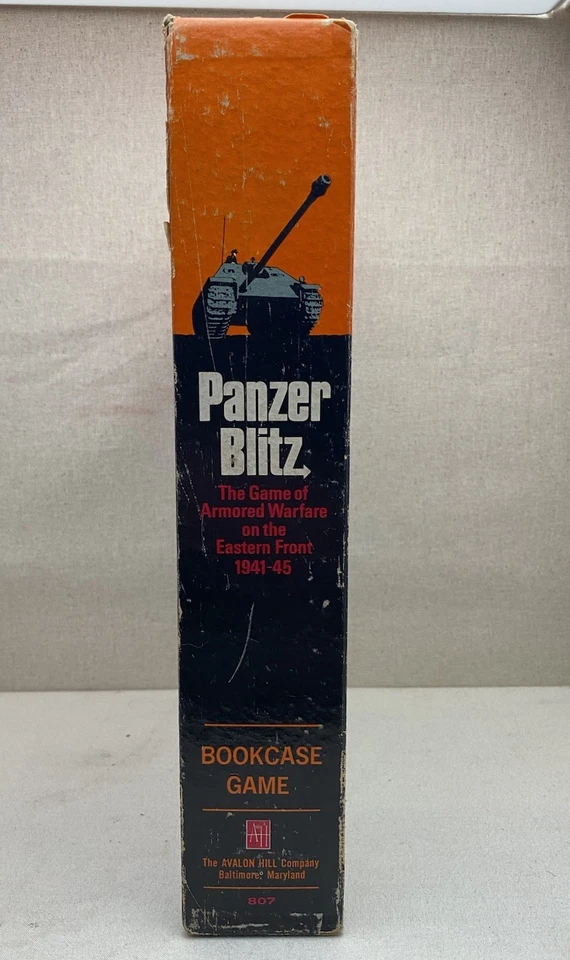 Panzer
Blitz
The Game of
Armored Warfare
on the
Eastern Front
1941-45
BOOKCASE
GAME
AH
The AVALON HILL Company
Baltimore, Maryland
807